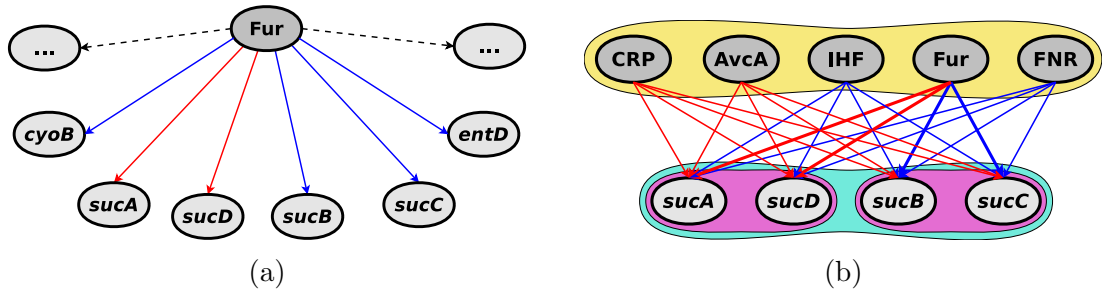 Fur
...
...
cyoB
entD
sucA
sucD
sucB
sucC
(a)
CRP AvcA IHF Fur FNR
sucA sucD sucB sucC
(b)